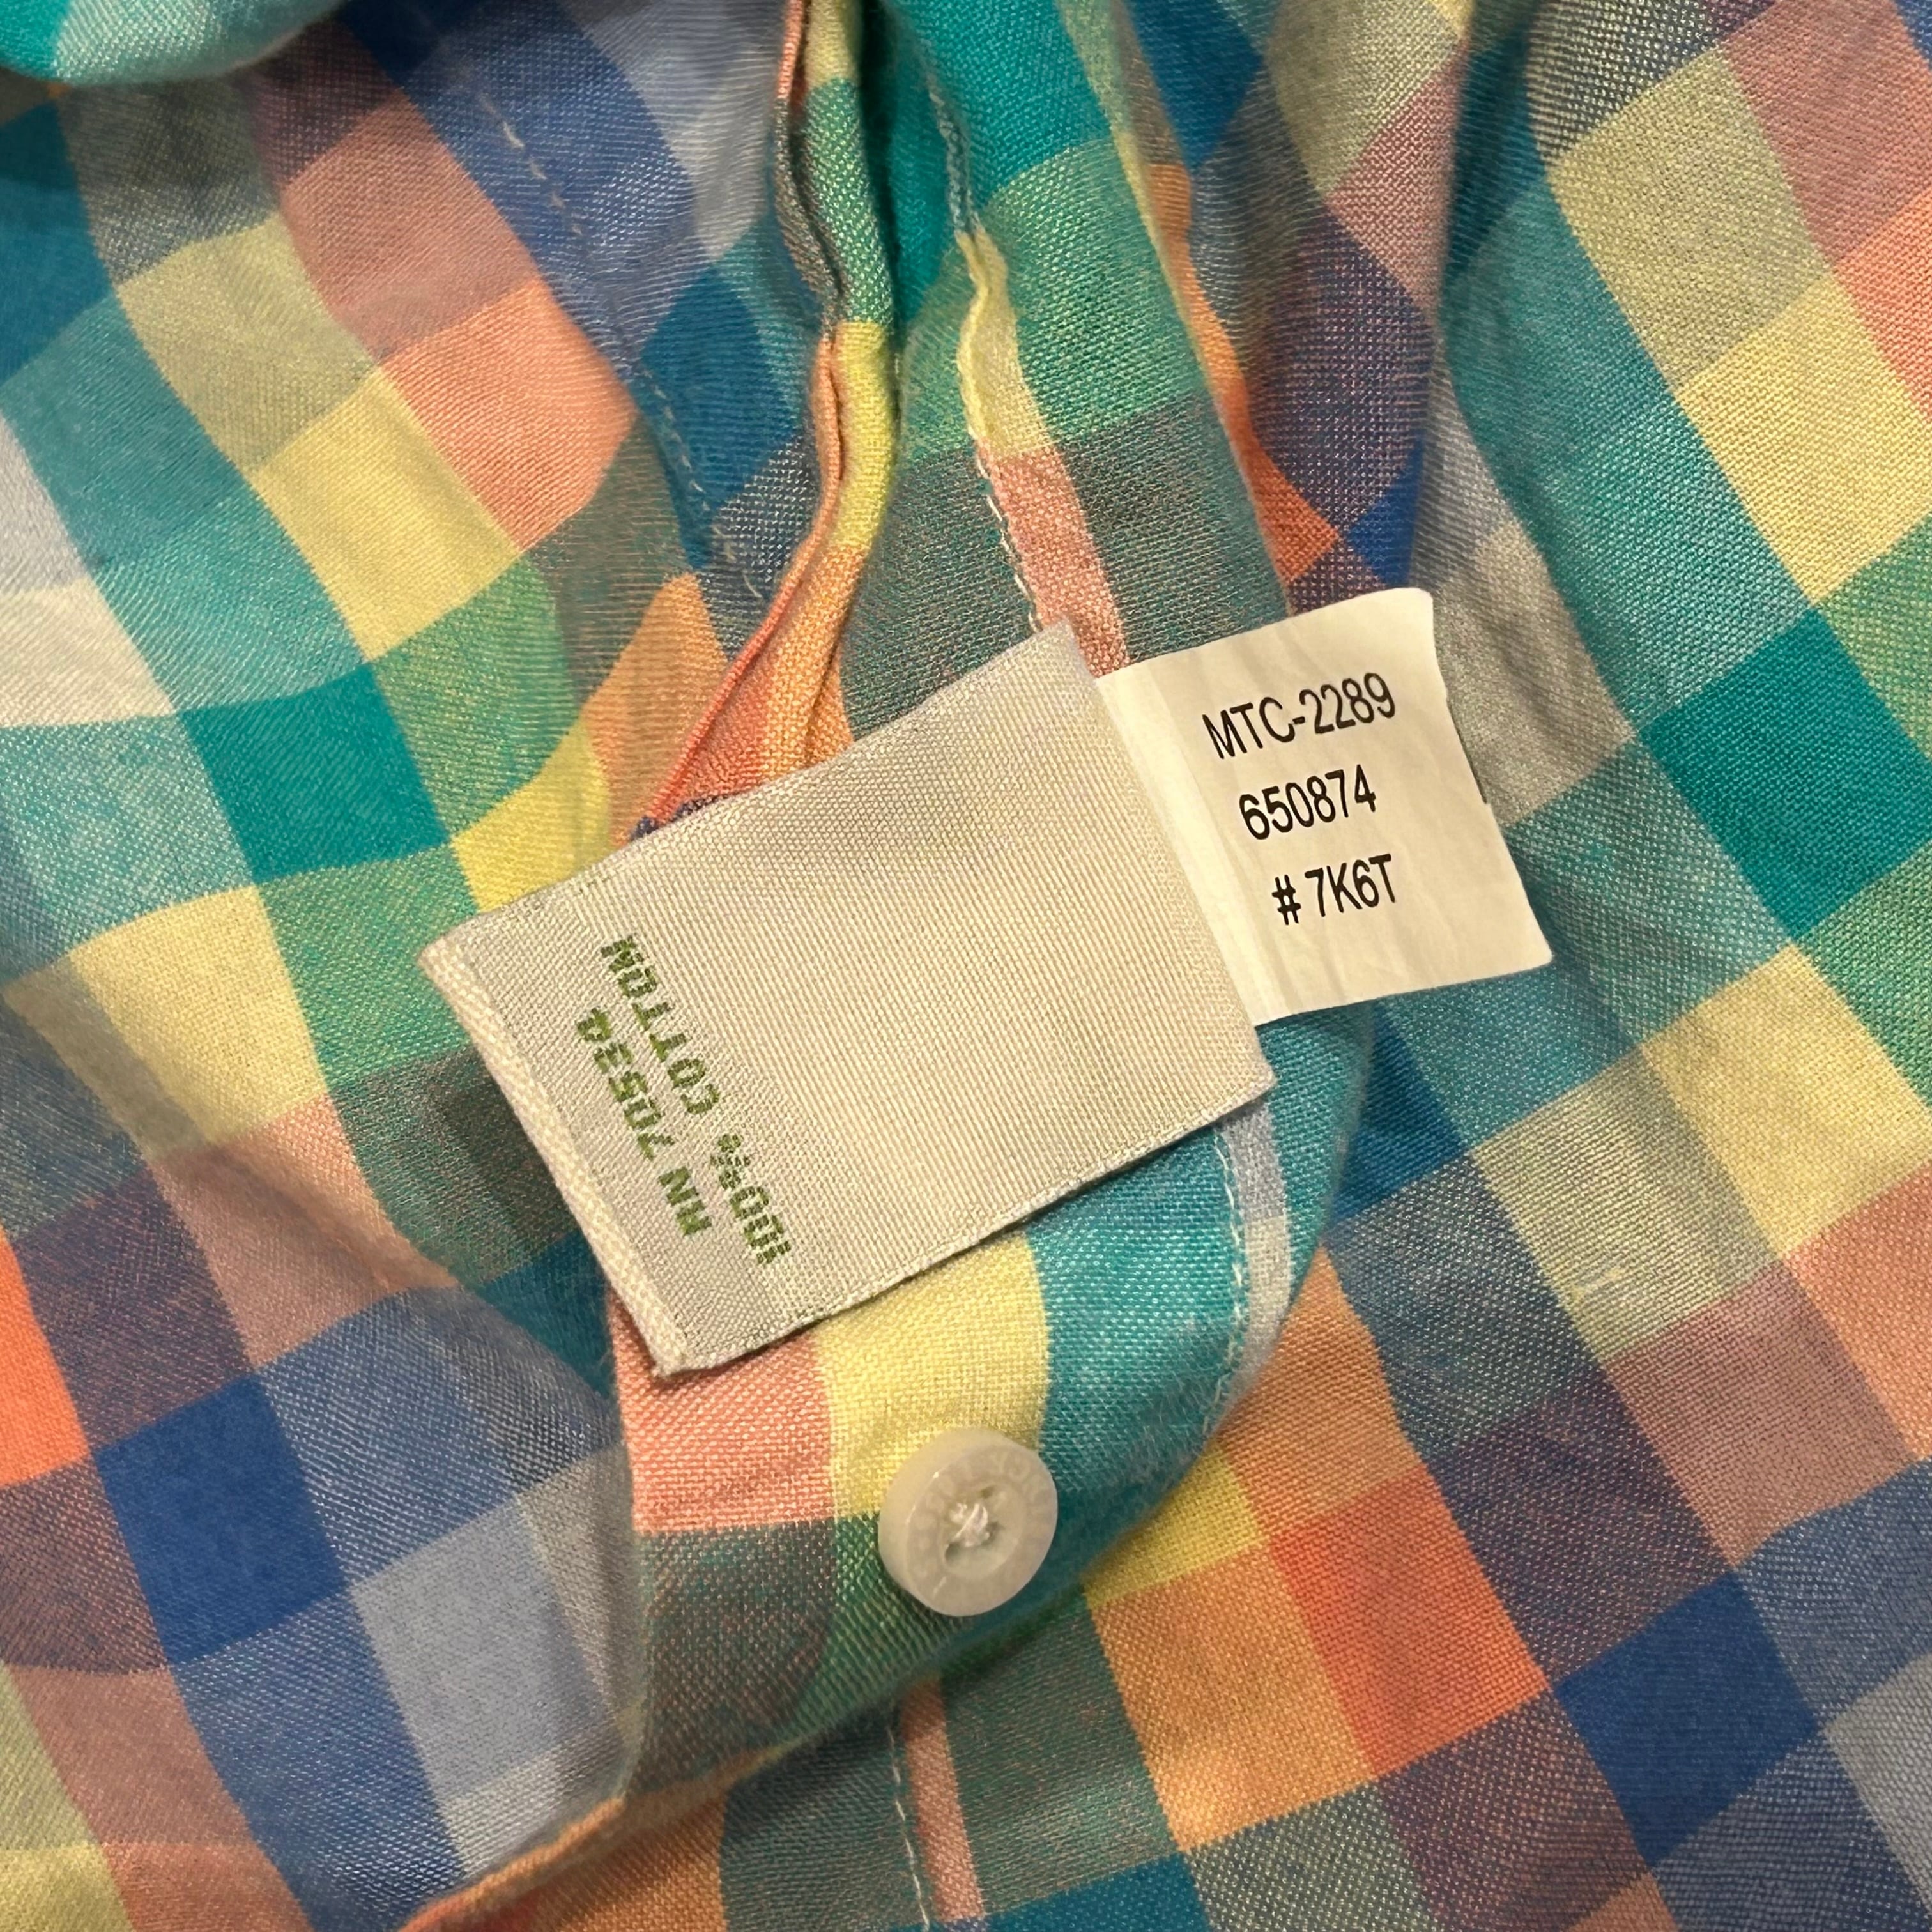 MTC-2289
650874
# 7K6T
100% COTTON
RN 70534